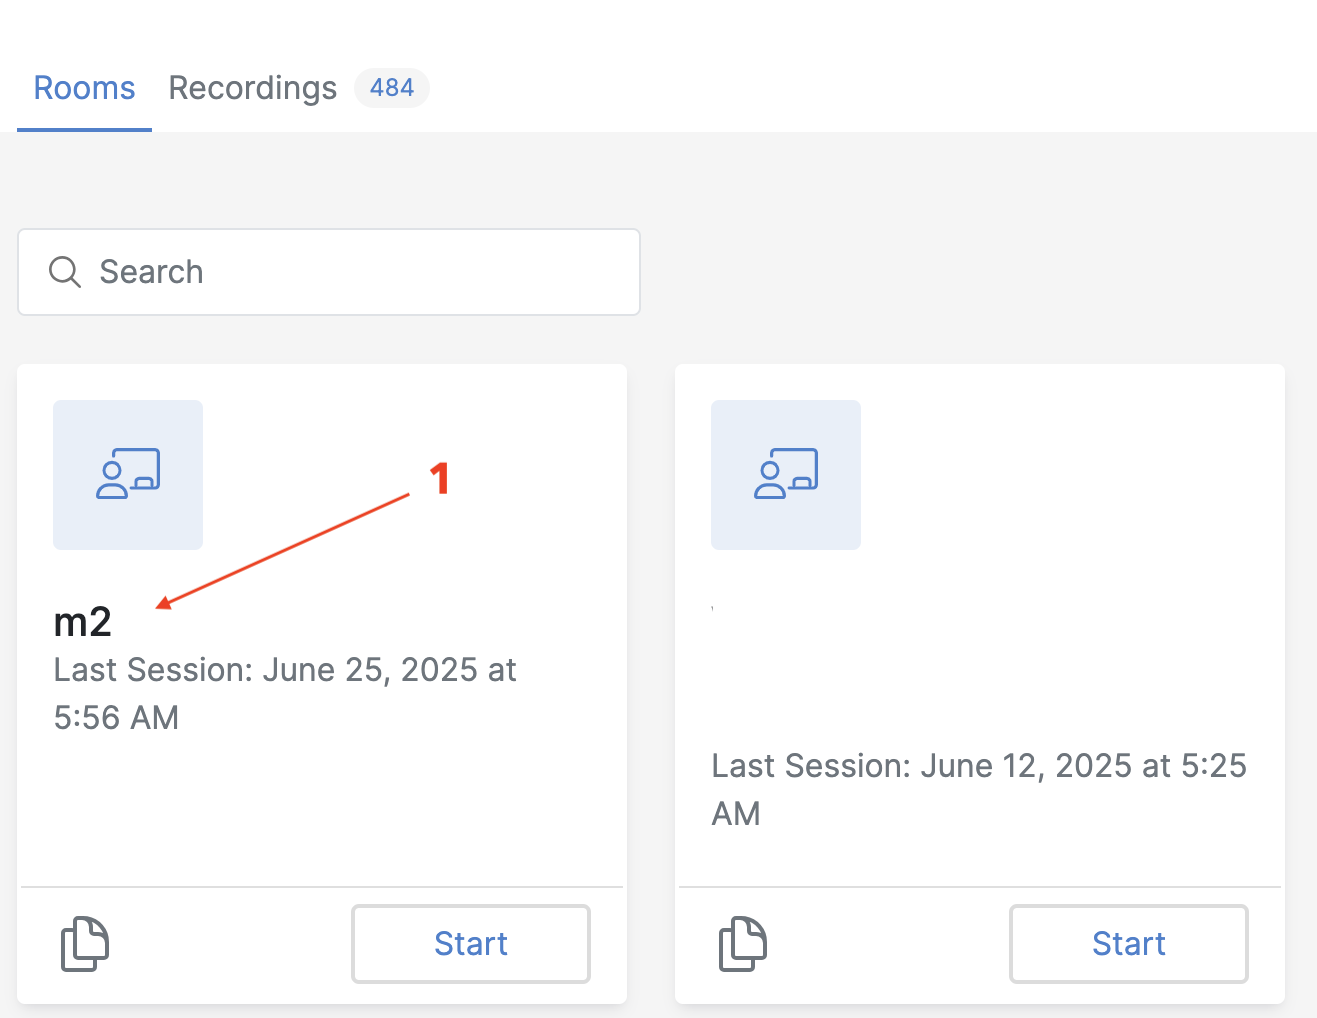 Rooms Recordings 484
Search
1
m2
Last Session: June 25, 2025 at
5:56 AM
Start
Last Session: June 12, 2025 at 5:25
AM
Start